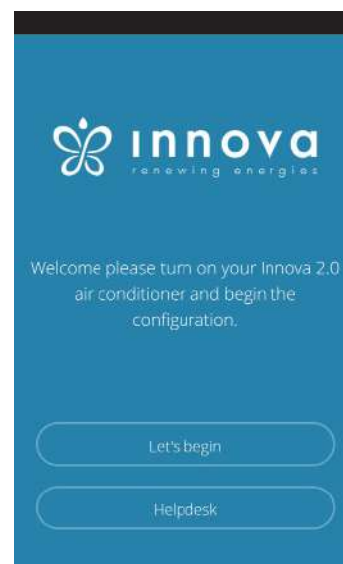 innova
renewing energies
Welcome please turn on your Innova 2.0
air conditioner and begin the
configuration.
Let's begin
Helpdesk